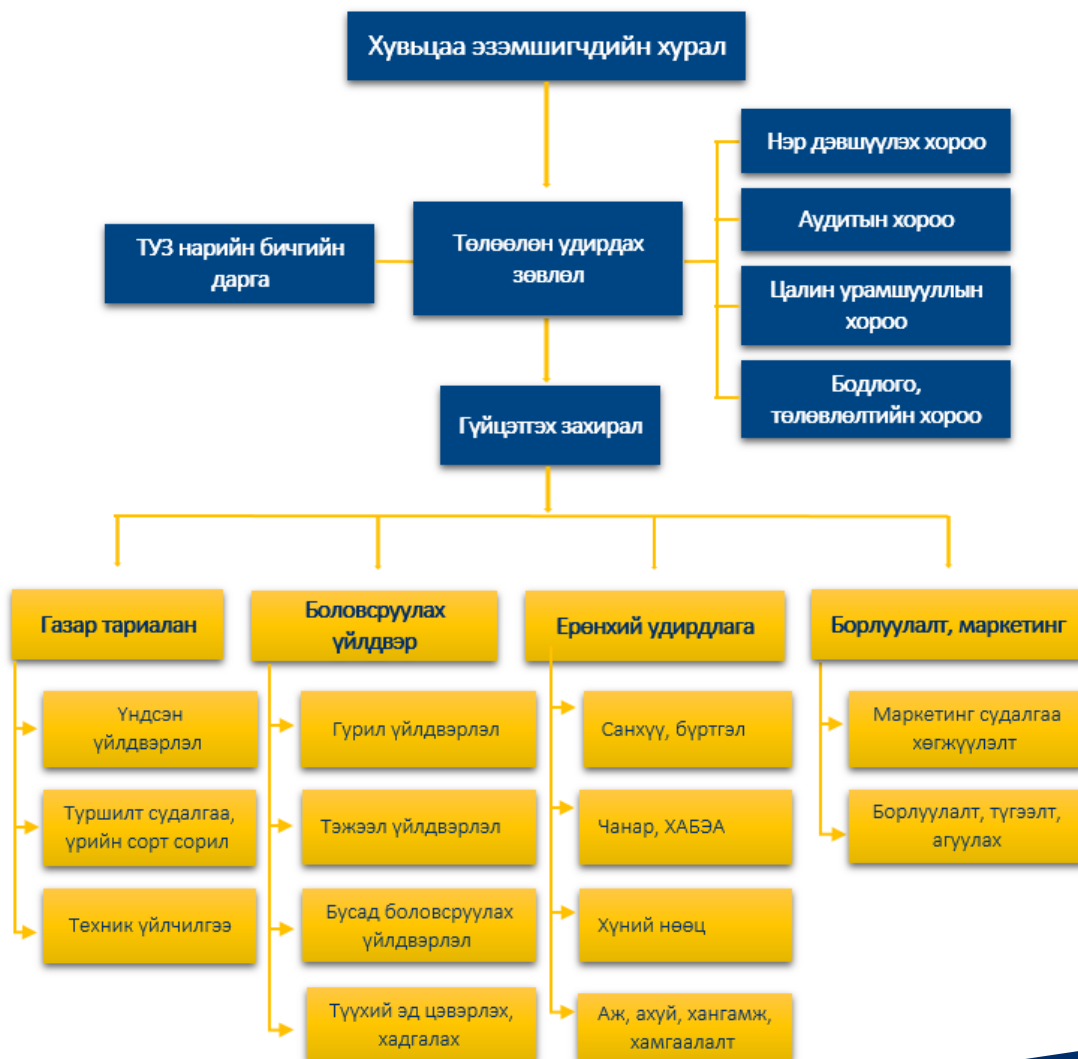 Хувьцаа эзэмшигчдийн хурал
Нэр дэвшүүлэх хороо
Аудитын хороо
ТУЗ нарийн бичгийн
дарга
Төлөөлөн удирдах
зөвлөл
Цалин урамшууллын
хороо
Бодлого,
төлөвлөлтийн хороо
Гүйцэтгэх захирал
Газар тариалан
Боловсруулах
үйлдвэр
Ерөнхий удирдлага
Борлуулалт, маркетинг
Үндсэн
үйлдвэрлэл
Гурил үйлдвэрлэл
Санхүү, бүртгэл
Маркетинг судалгаа
хөгжүүлэлт
Туршилт судалгаа,
үрийн сорт сорил
Тэжээл үйлдвэрлэл
Чанар, ХАБЭА
Борлуулалт, түгээлт,
агуулах
Техник үйлчилгээ
Бусад боловсруулах
үйлдвэрлэл
Хүний нөөц
Түүхий эд цэвэрлэх,
хадгалах
Аж, ахуй, хангамж,
хамгаалалт